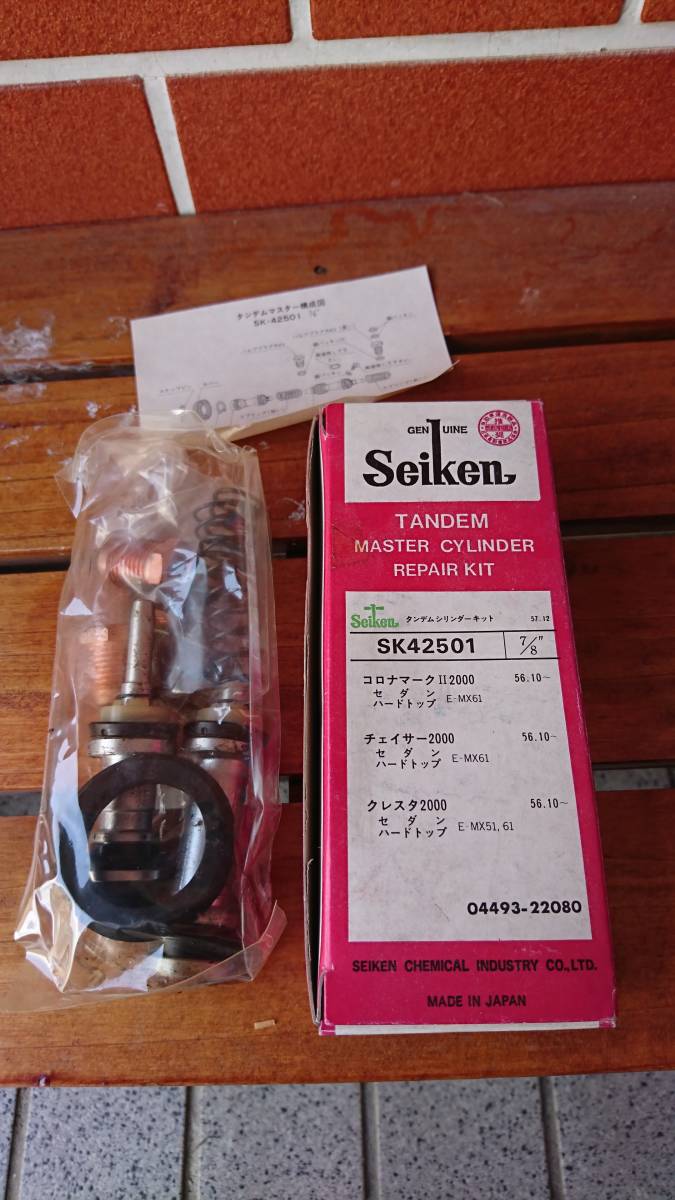 タンデムマスター構成図
SK-42501 ⅞"
GENUINE
Seiken
TANDEM
MASTER CYLINDER
REPAIR KIT
Seiken タンデムシリンダーキット 57.12
SK42501 7/8"
コロナマークⅡ2000 56.10~
セダン
ハードトップ E-MX61
チェイサー2000 56.10~
セダン
ハードトップ E-MX61
クレスタ2000 56.10~
セダン
ハードトップ E-MX51, 61
04493-22080
SEIKEN CHEMICAL INDUSTRY CO.,LTD.
MADE IN JAPAN